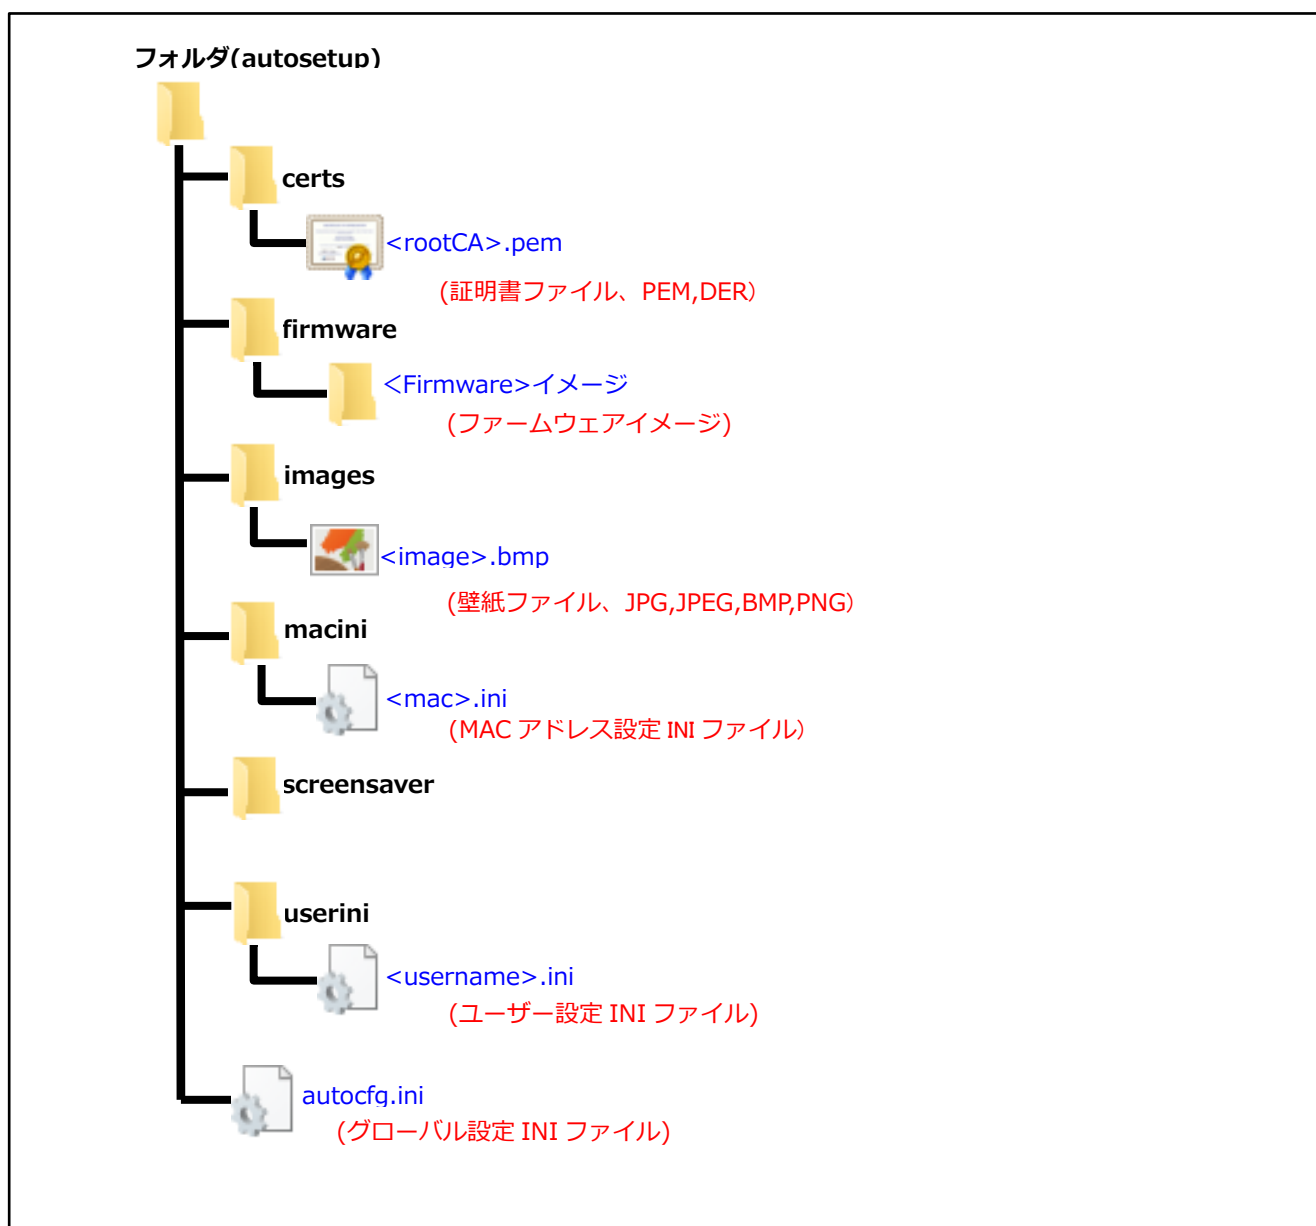 フォルダ(autosetup)
certs
<rootCA>.pem
(証明書ファイル、PEM,DER)
firmware
<Firmware>イメージ
(ファームウェアイメージ)
images
<image>.bmp
(壁紙ファイル、JPG,JPEG,BMP,PNG)
macini
<mac>.ini
(MAC アドレス設定 INI ファイル)
screensaver
userini
<username>.ini
(ユーザー設定 INI ファイル)
autocfg.ini
(グローバル設定 INI ファイル)